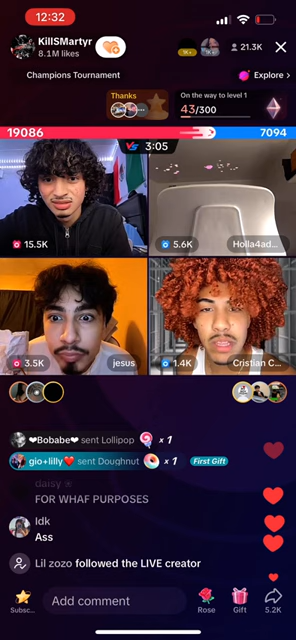 12:32
KillSMartyr
8.1M likes
21.3K
Champions Tournament
Explore >
Thanks
On the way to level 1
43/300
19086
7094
VS 3:05
15.5K
5.6K
Holla4ad...
3.5K
jesus
1.4K
Cristian C...
❤Bobabe❤ sent Lollipop x 1
gio+lilly❤ sent Doughnut x 1
First Gift
daisy
FOR WHAF PURPOSES
Idk
Ass
Lil zozo followed the LIVE creator
Subsc...
Add comment
Rose
Gift
5.2K